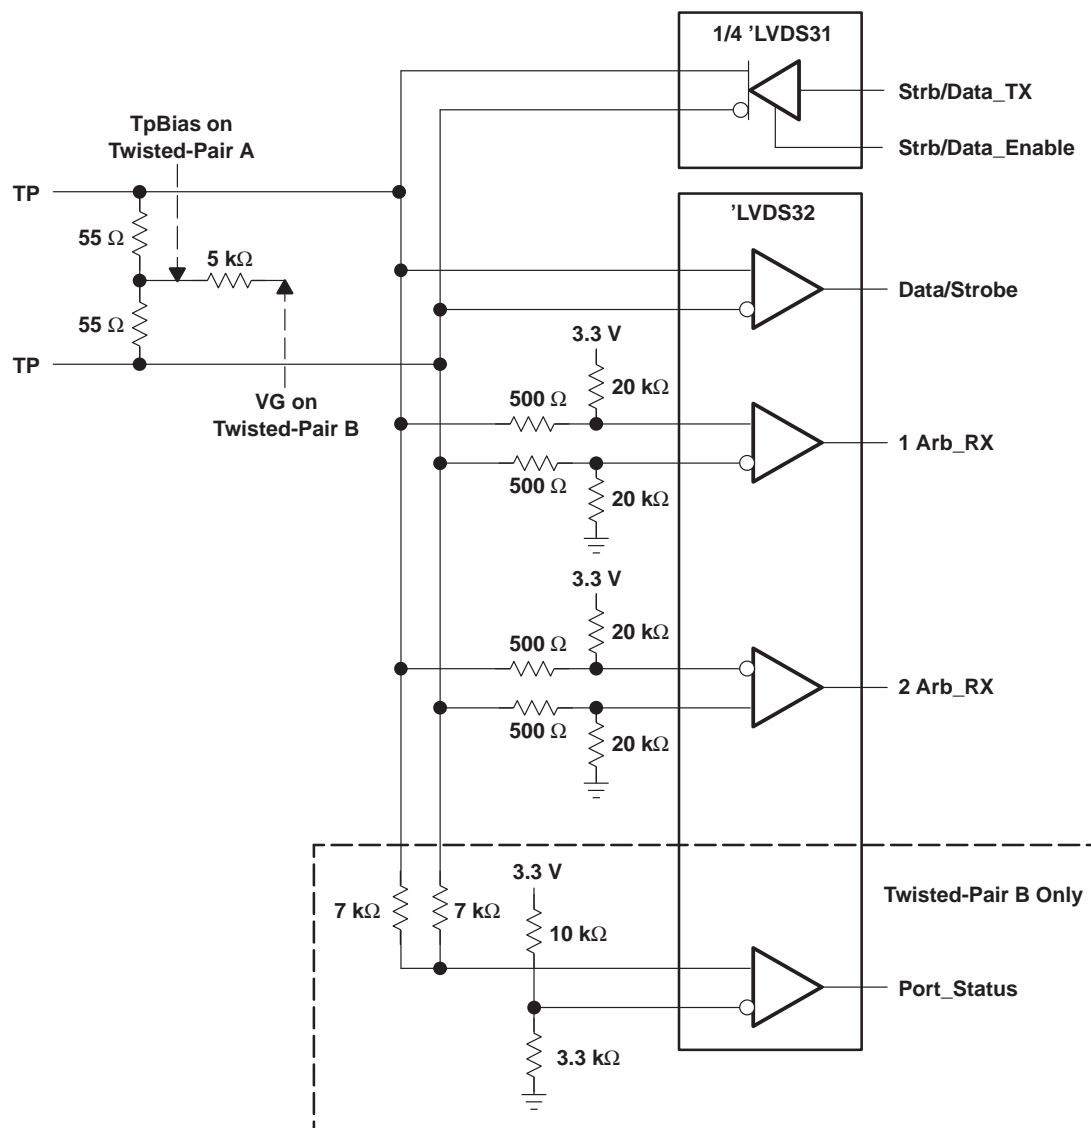 1/4 ’LVDS31
Strb/Data_TX
Strb/Data_Enable
TpBias on
Twisted-Pair A
TP
55 Ω
5 kΩ
55 Ω
TP
VG on
Twisted-Pair B
’LVDS32
Data/Strobe
3.3 V
20 kΩ
500 Ω
1 Arb_RX
500 Ω
20 kΩ
3.3 V
20 kΩ
500 Ω
2 Arb_RX
500 Ω
20 kΩ
3.3 V
Twisted-Pair B Only
7 kΩ
7 kΩ
10 kΩ
Port_Status
3.3 kΩ